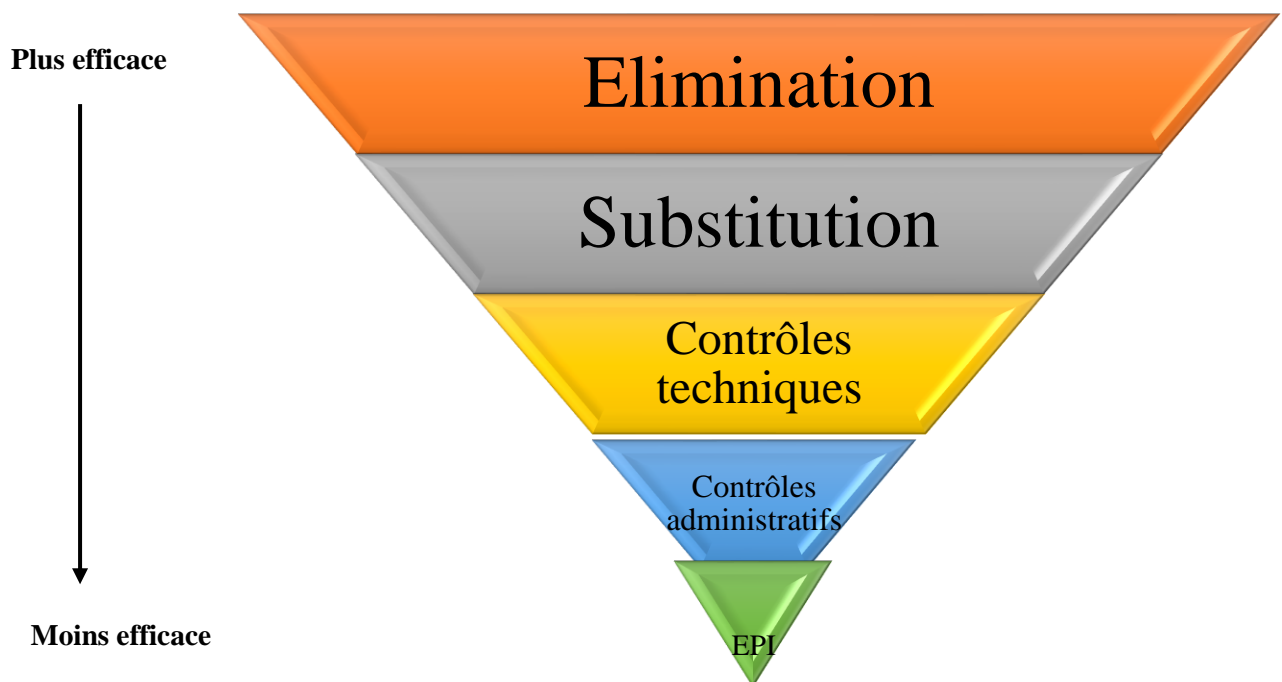 Plus efficace
Elimination
Substitution
Contrôles
techniques
Contrôles
administratifs
EPI
Moins efficace